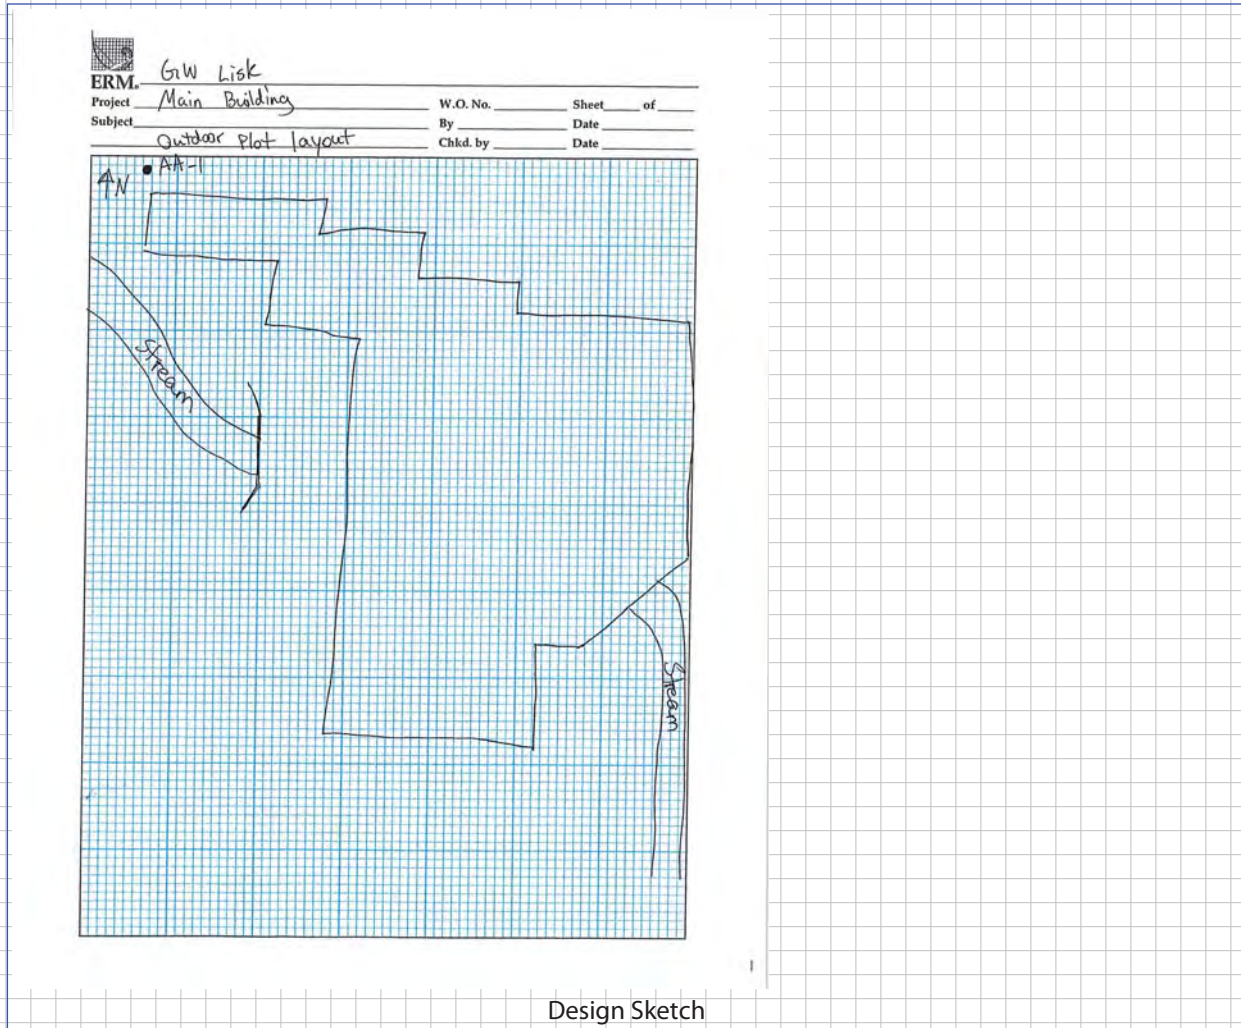 ERM. GW Lisk
Project Main Building W.O. No. Sheet of
Subject By Date
Outdoor Plot layout Chkd. by Date
N AA-1
Stream
Stream
Design Sketch